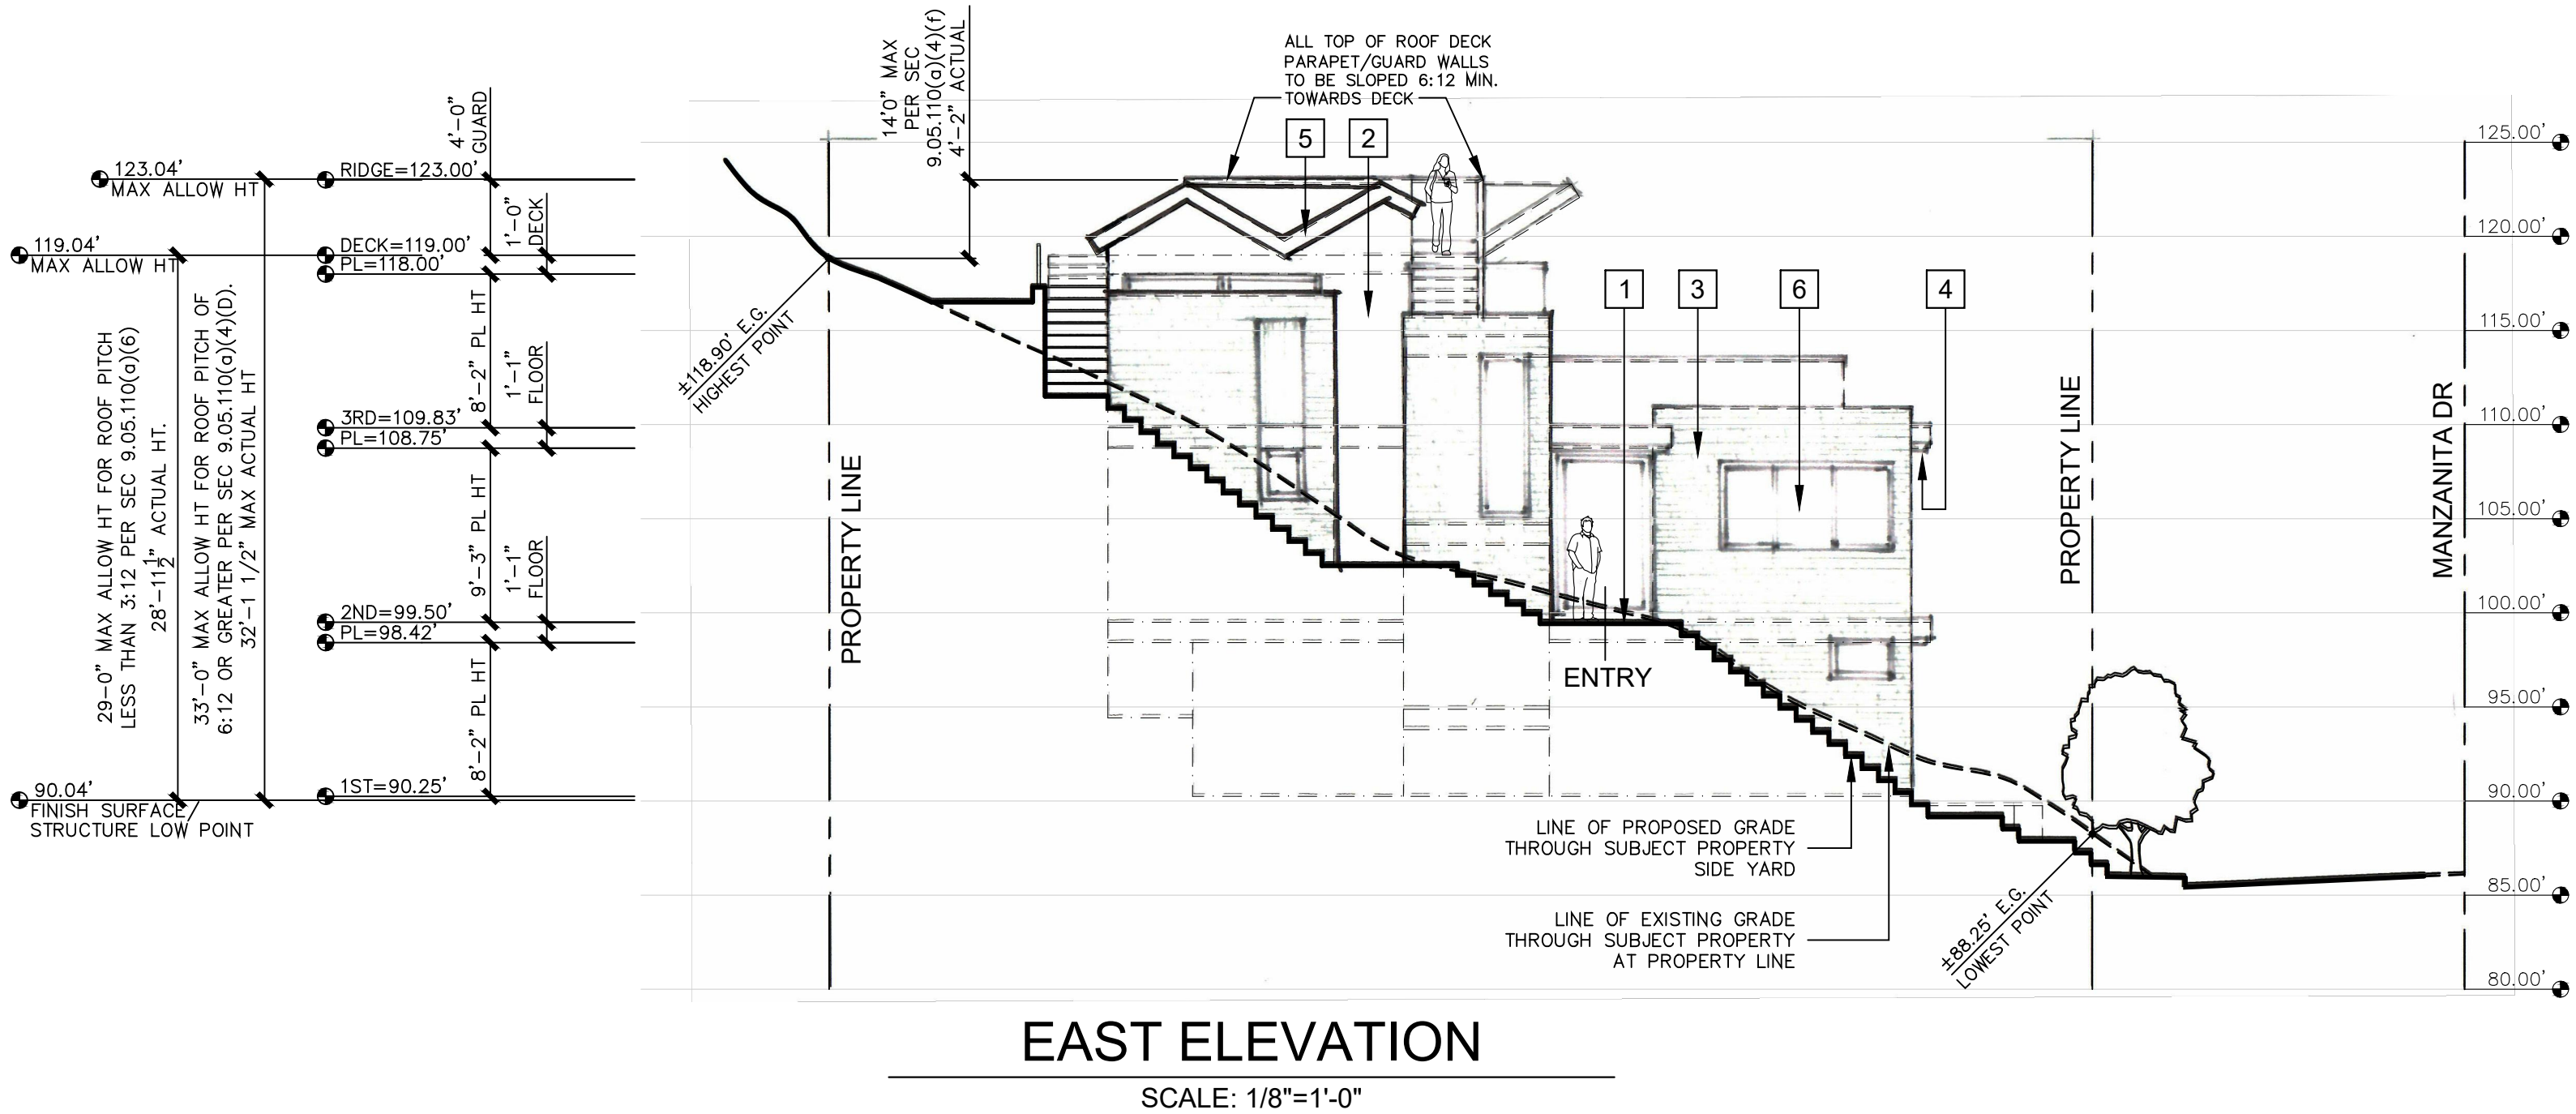 14'0" MAX
PER SEC
9.05.110(a)(4)(f)
4'-2" ACTUAL
ALL TOP OF ROOF DECK
PARAPET/GUARD WALLS
TO BE SLOPED 6:12 MIN.
TOWARDS DECK
5
2
1
3
6
4
4'-0"
GUARD
1'-0"
DECK
8'-2" PL HT
1'-1"
FLOOR
9'-3" PL HT
1'-1"
FLOOR
8'-2" PL HT
123.04'
MAX ALLOW HT
119.04'
MAX ALLOW HT
RIDGE=123.00'
DECK=119.00'
PL=118.00'
3RD=109.83'
PL=108.75'
2ND=99.50'
PL=98.42'
1ST=90.25'
29-0" MAX ALLOW HT FOR ROOF PITCH
LESS THAN 3:12 PER SEC 9.05.110(a)(6)
28'-11 1/2" ACTUAL HT.
33'-0" MAX ALLOW HT FOR ROOF PITCH OF
6:12 OR GREATER PER SEC 9.05.110(a)(4)(D).
32'-1 1/2" MAX ACTUAL HT
90.04'
FINISH SURFACE/
STRUCTURE LOW POINT
±118.90' E.G.
HIGHEST POINT
PROPERTY LINE
ENTRY
PROPERTY LINE
MANZANITA DR
125.00'
120.00'
115.00'
110.00'
105.00'
100.00'
95.00'
90.00'
85.00'
80.00'
LINE OF PROPOSED GRADE
THROUGH SUBJECT PROPERTY
SIDE YARD
LINE OF EXISTING GRADE
THROUGH SUBJECT PROPERTY
AT PROPERTY LINE
±88.25' E.G.
LOWEST POINT
EAST ELEVATION
SCALE: 1/8"=1'-0"